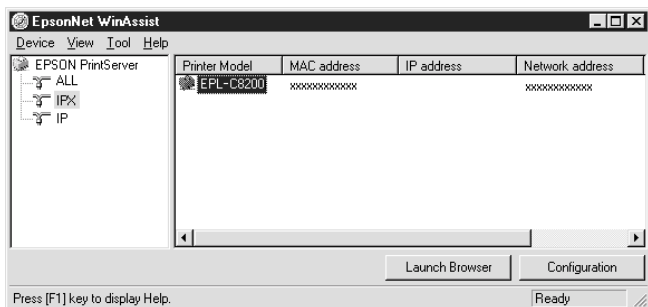 EpsonNet WinAssist
Device View Tool Help
EPSON PrintServer
ALL
IPX
IP
Printer Model MAC address IP address Network address
EPL-C8200 xxxxxxxxxxxx xxxxxxxxxxxx
Launch Browser Configuration
Press [F1] key to display Help. Ready